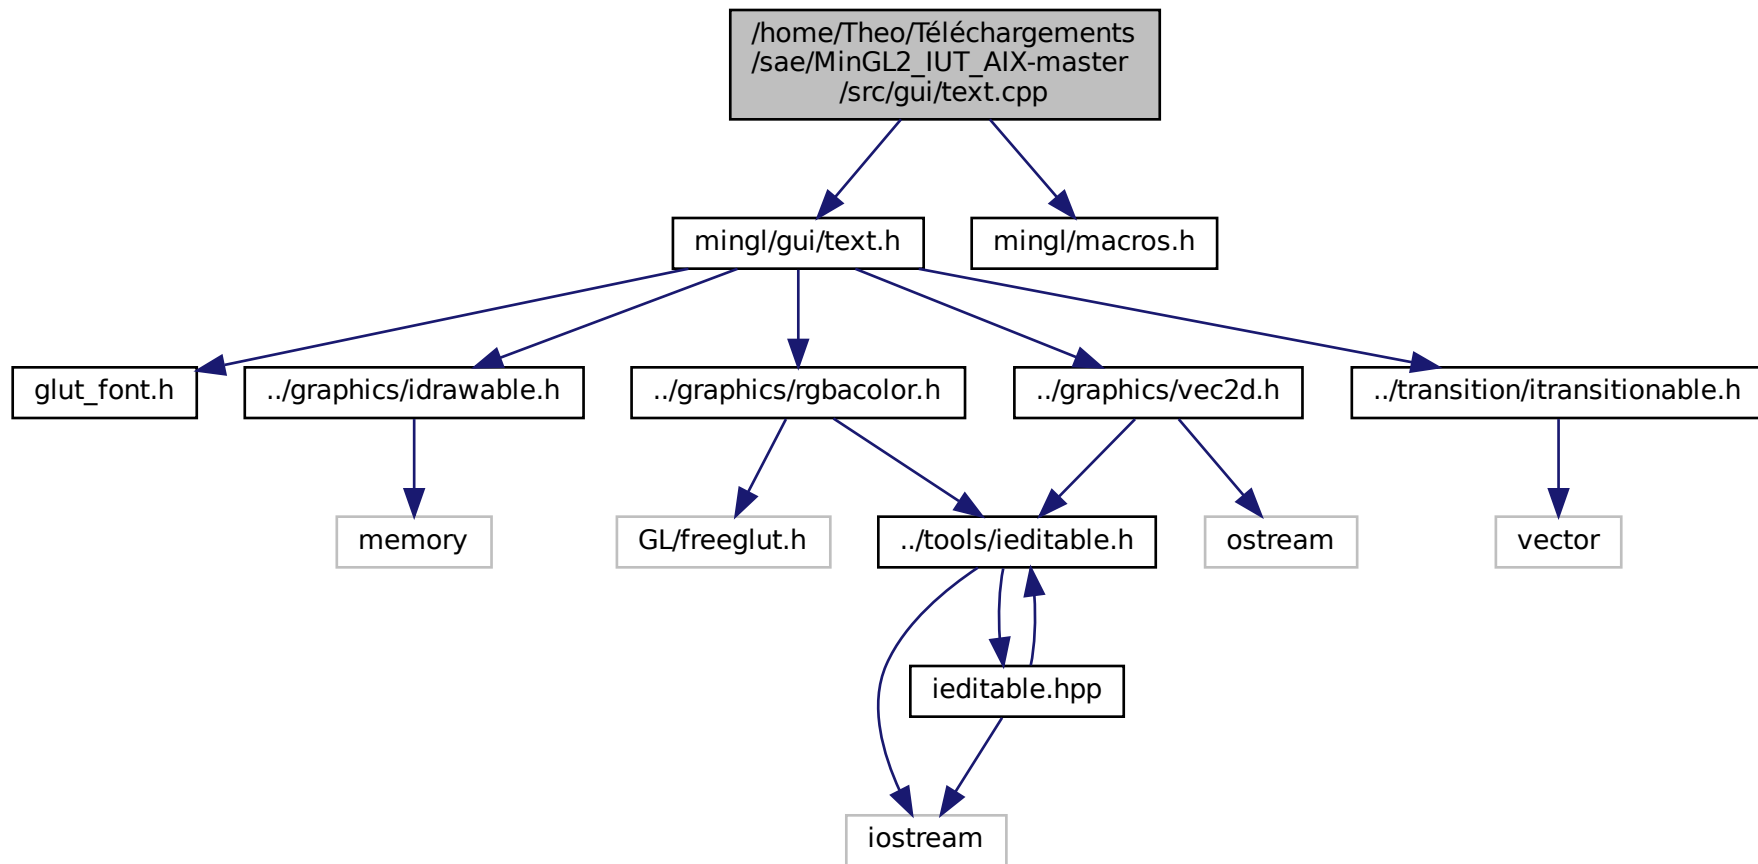 /home/Theo/Téléchargements
/sae/MinGL2_IUT_AIX-master
/src/gui/text.cpp
mingl/gui/text.h
mingl/macros.h
glut_font.h
../graphics/idrawable.h
../graphics/rgbacolor.h
../graphics/vec2d.h
../transition/itransitionable.h
memory
GL/freeglut.h
../tools/ieditable.h
ostream
vector
ieditable.hpp
iostream